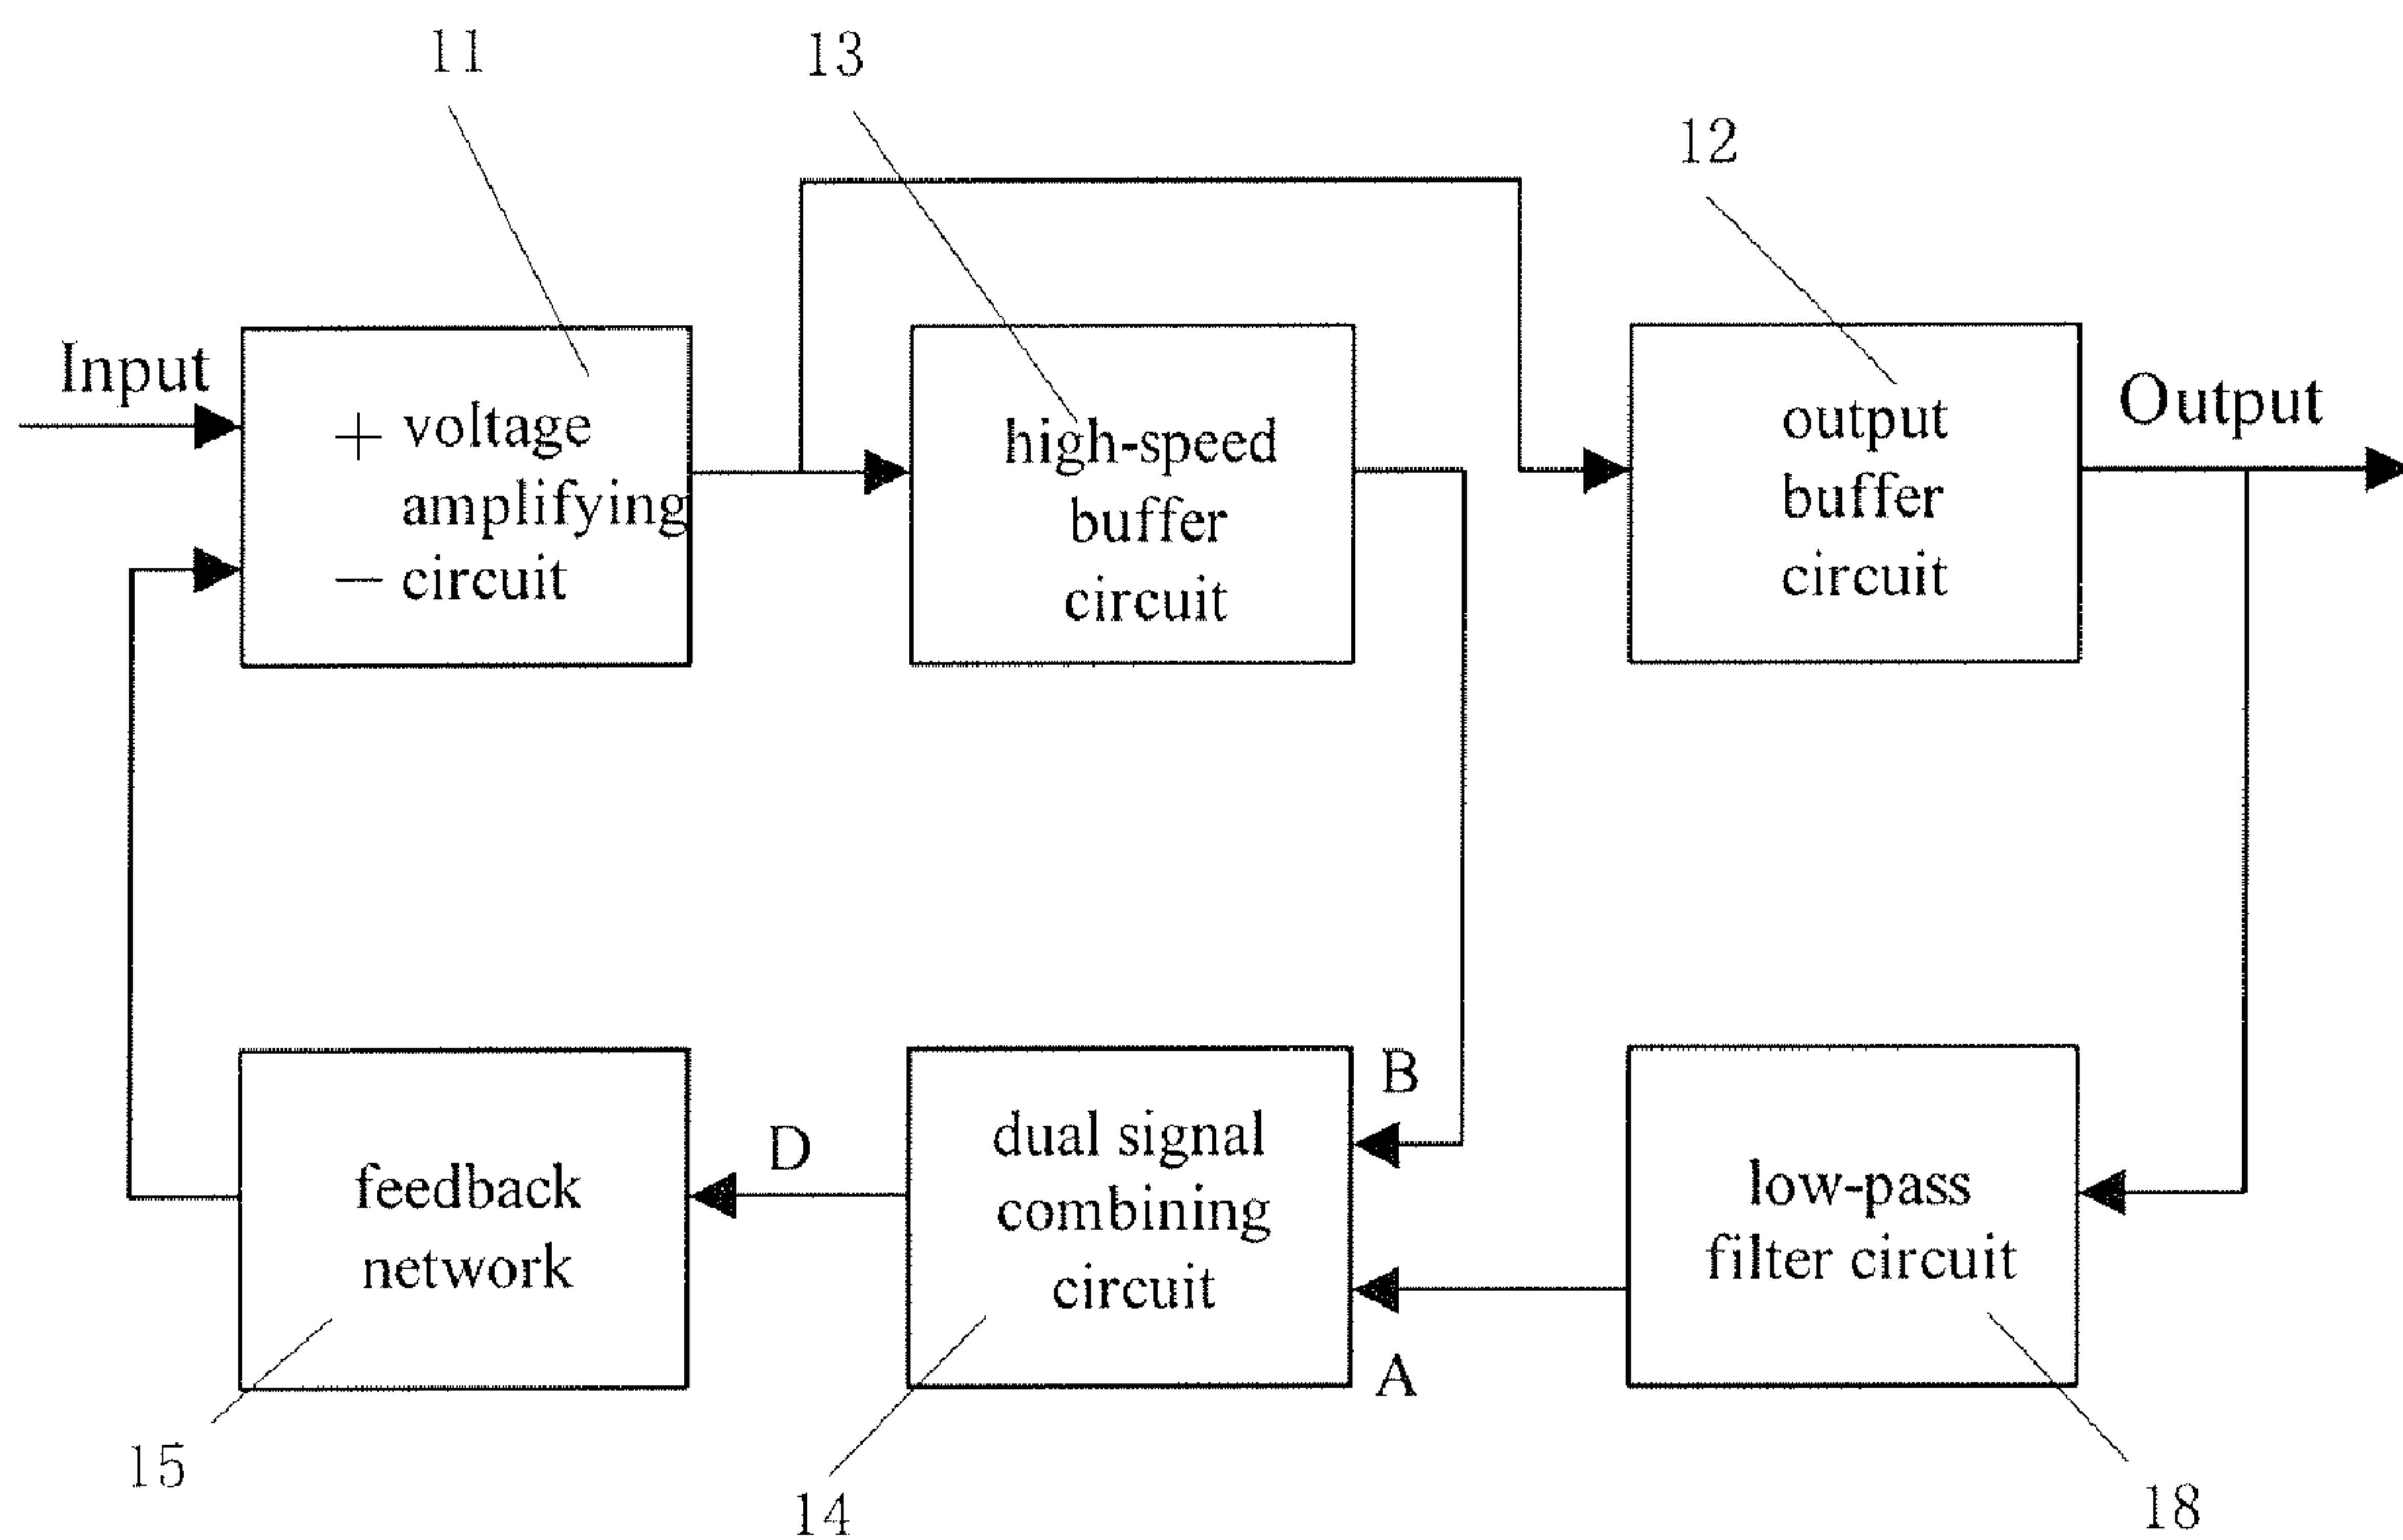 11
13
12
Input
+ voltage
amplifying
− circuit
high-speed
buffer
circuit
output
buffer
circuit
Output
feedback
network
D
dual signal
combining
circuit
B
A
low-pass
filter circuit
15
14
18